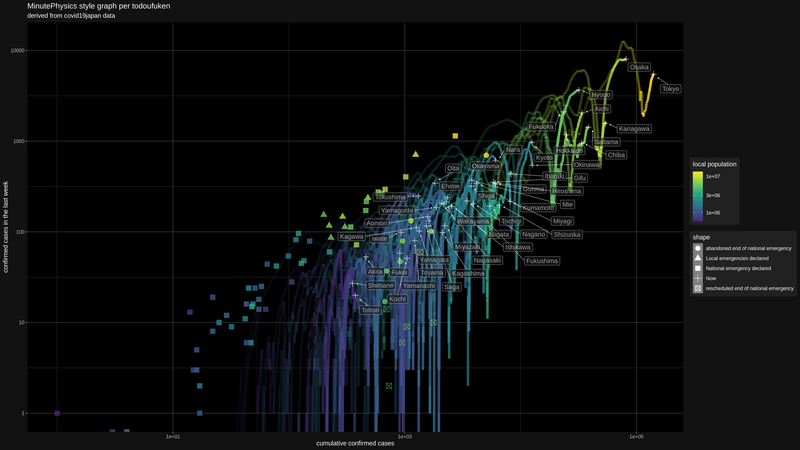 MinutePhysics style graph per todoufuken
derived from covid19japan data
confirmed cases in the last week
10000
1000
100
10
1
Osaka
Tokyo
Hyogo
Aichi
Fukuoka
Kanagawa
Saitama
Nara
Hokkaido
Kyoto
Chiba
Oita
Okayama
Okinawa
Ibaraki
Gifu
Ehime
Gunma
Hiroshima
Tokushima
Shiga
Mie
Yamaguchi
Kumamoto
Aomori
Wakayama
Tochigi
Miyagi
Kagawa
Iwate
Niigata
Nagano
Shizuoka
Miyazaki
Ishikawa
Yamagata
Nagasaki
Fukushima
Akita
Fukui
Toyama
Kagoshima
Shimane
Yamanashi
Saga
Kochi
Tottori
1e+01
1e+03
1e+05
cumulative confirmed cases
local population
1e+07
3e+06
1e+06
shape
abandoned end of national emergency
Local emergencies declared
National emergency declared
Now
rescheduled end of national emergency